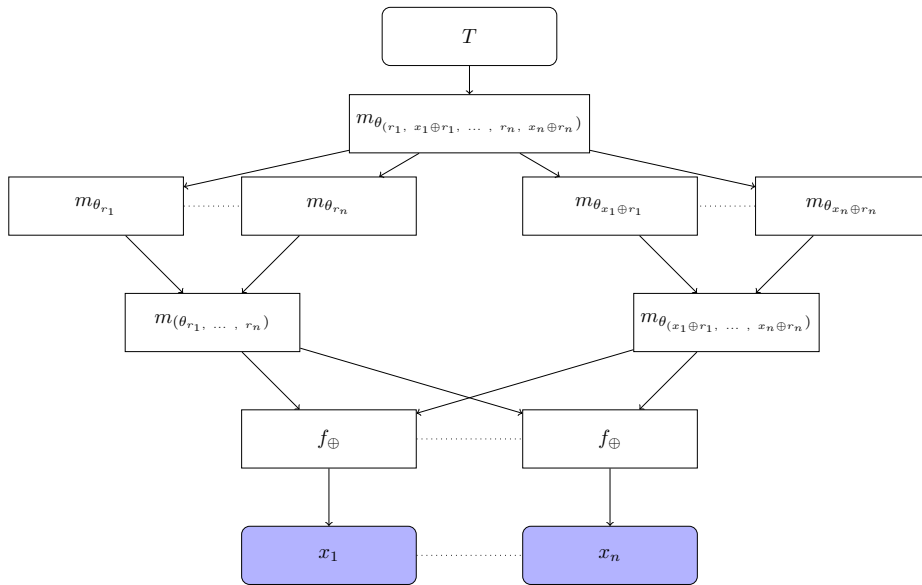 T
m_{θ_{(r_1, x_1⊕r_1, … , r_n, x_n⊕r_n)}}
m_{θ_{r_1}} m_{θ_{r_n}} m_{θ_{x_1⊕r_1}} m_{θ_{x_n⊕r_n}}
m_{(θ_{r_1, … , r_n})} m_{θ_{(x_1⊕r_1, … , x_n⊕r_n)}}
f_⊕ f_⊕
x_1 x_n